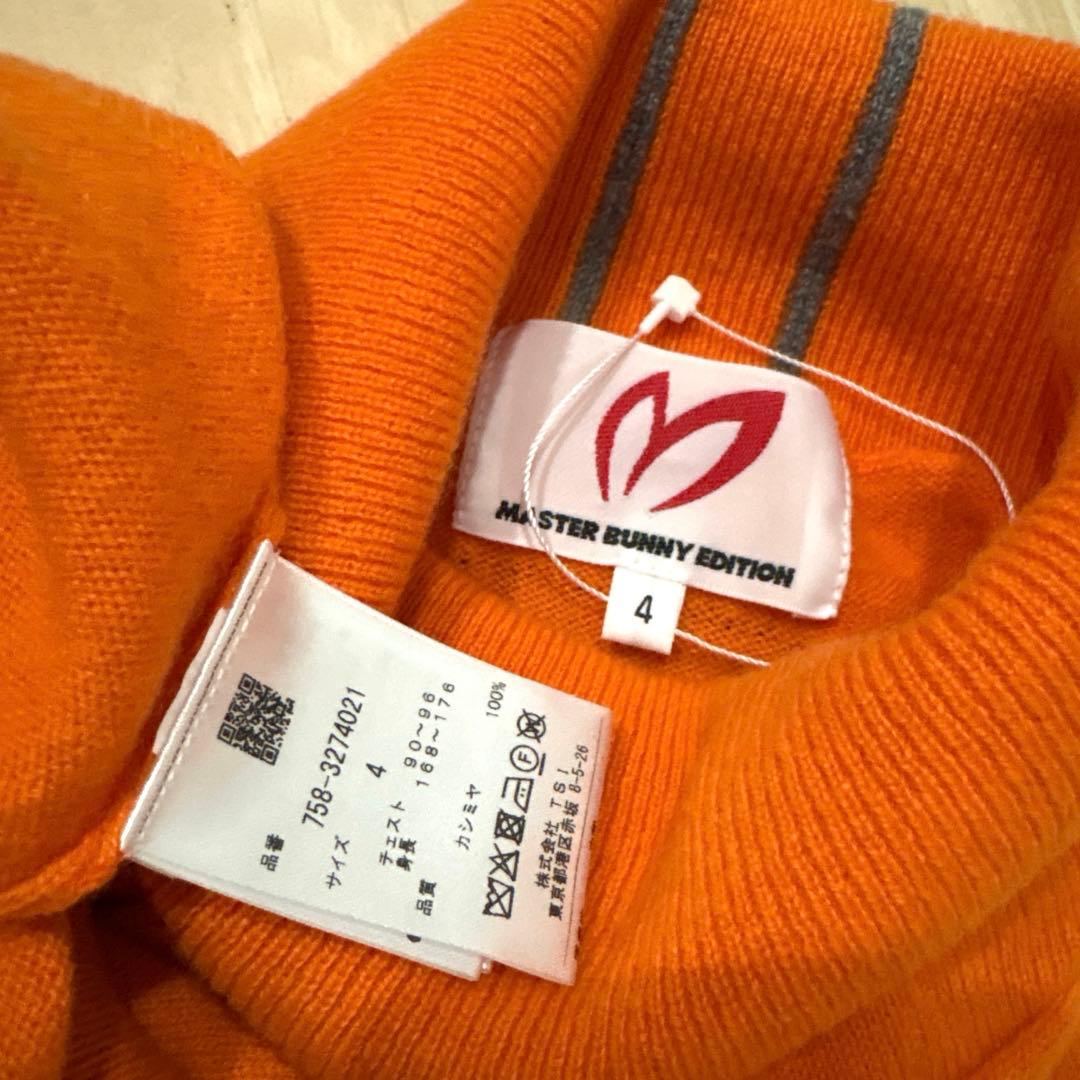 MASTER BUNNY EDITION
4
品番
758-3274021
サイズ
4
チェスト 90~96
身長 168~176
品質
カシミヤ 100%
株式会社 TSI
東京都港区赤坂 8-5-26